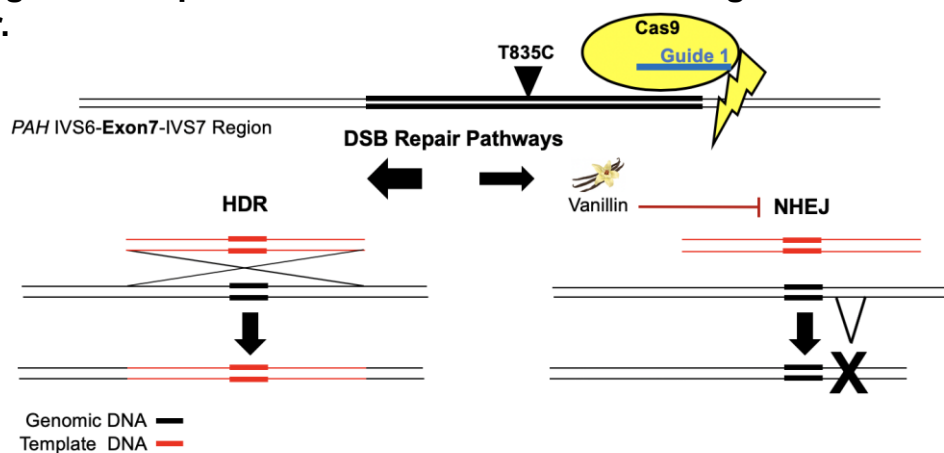 Cas9
Guide 1
T835C
PAH IVS6-Exon7-IVS7 Region
DSB Repair Pathways
HDR
Vanillin
NHEJ
X
Genomic DNA
Template DNA